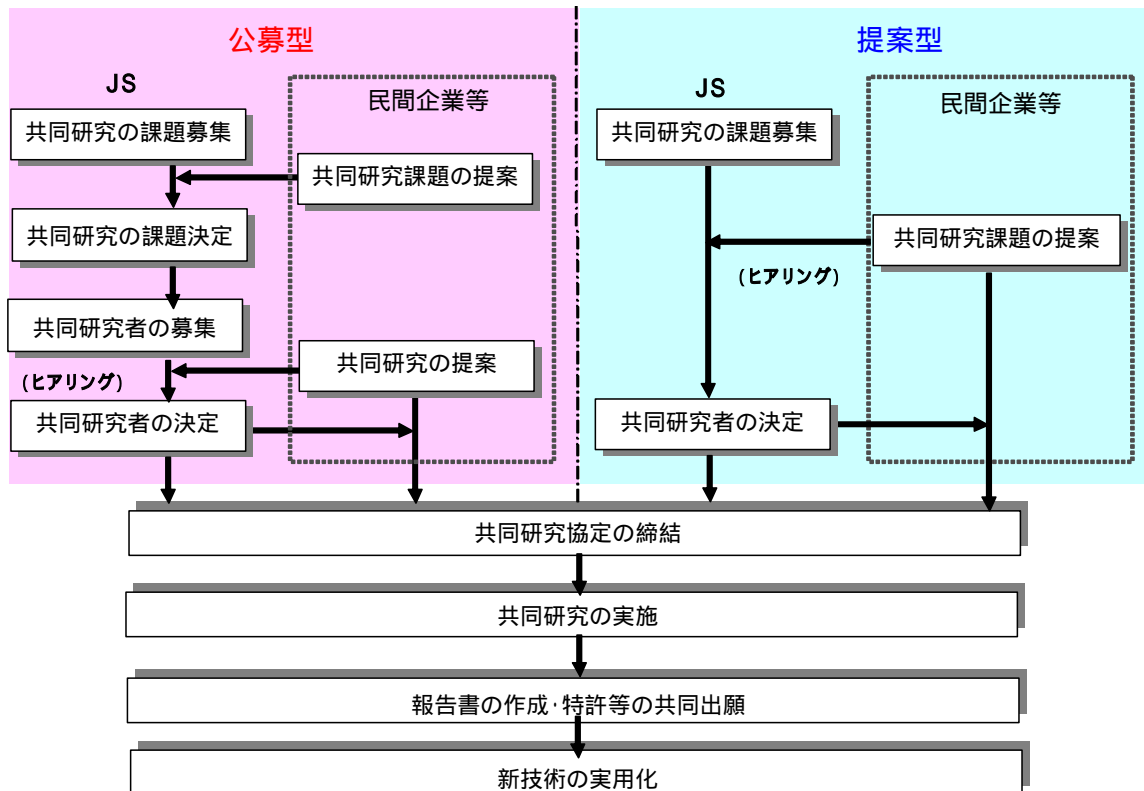 公募型
JS
民間企業等
共同研究の課題募集
共同研究課題の提案
共同研究の課題決定
共同研究者の募集
共同研究の提案
(ヒアリング)
共同研究者の決定
提案型
JS
民間企業等
共同研究の課題募集
共同研究課題の提案
(ヒアリング)
共同研究者の決定
共同研究協定の締結
共同研究の実施
報告書の作成・特許等の共同出願
新技術の実用化